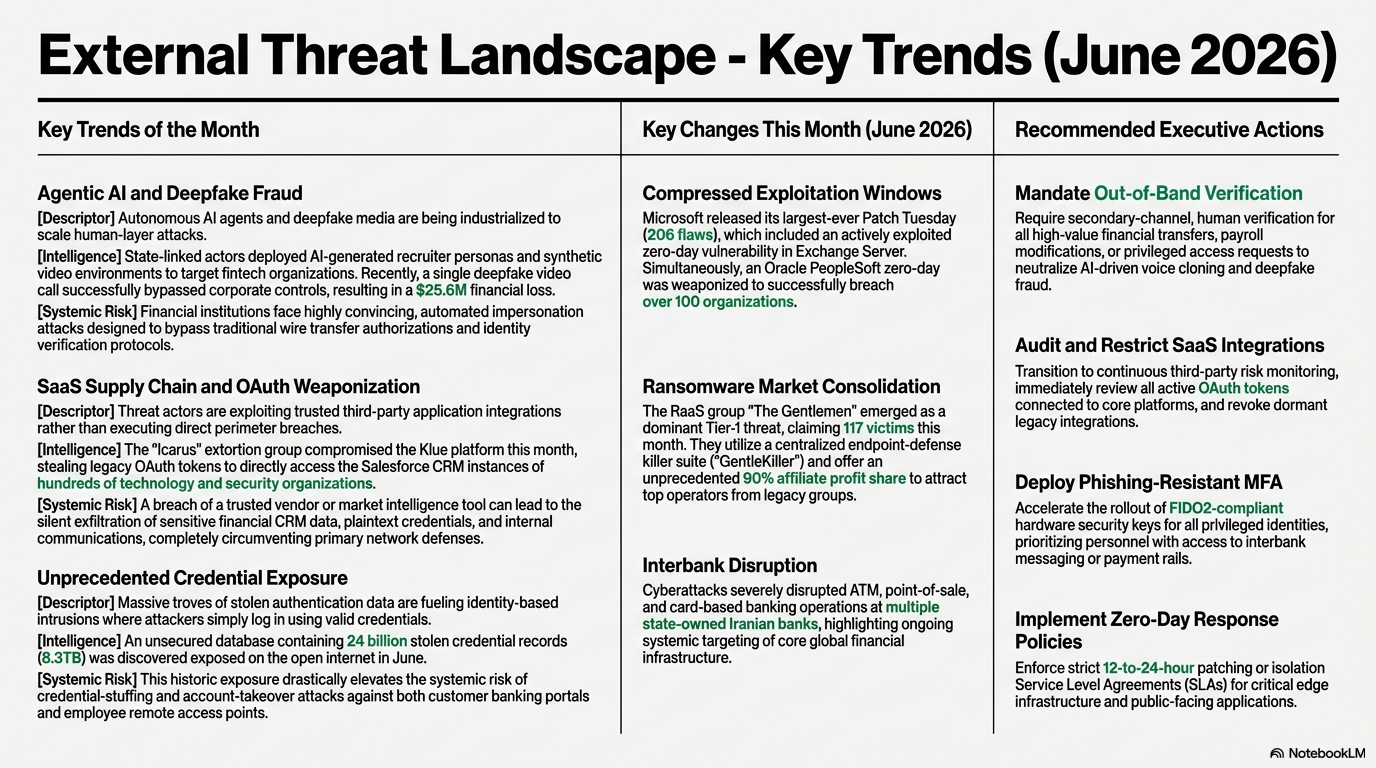 External Threat Landscape - Key Trends (June 2026)
Key Trends of the Month
Agentic AI and Deepfake Fraud
[Descriptor] Autonomous AI agents and deepfake media are being industrialized to
scale human-layer attacks.
[Intelligence] State-linked actors deployed AI-generated recruiter personas and synthetic
video environments to target fintech organizations. Recently, a single deepfake video
call successfully bypassed corporate controls, resulting in a $25.6M financial loss.
[Systemic Risk] Financial institutions face highly convincing, automated impersonation
attacks designed to bypass traditional wire transfer authorizations and identity
verification protocols.
SaaS Supply Chain and OAuth Weaponization
[Descriptor] Threat actors are exploiting trusted third-party application integrations
rather than executing direct perimeter breaches.
[Intelligence] The "Icarus" extortion group compromised the Klue platform this month,
stealing legacy OAuth tokens to directly access the Salesforce CRM instances of
hundreds of technology and security organizations.
[Systemic Risk] A breach of a trusted vendor or market intelligence tool can lead to the
silent exfiltration of sensitive financial CRM data, plaintext credentials, and internal
communications, completely circumventing primary network defenses.
Unprecedented Credential Exposure
[Descriptor] Massive troves of stolen authentication data are fueling identity-based
intrusions where attackers simply log in using valid credentials.
[Intelligence] An unsecured database containing 24 billion stolen credential records
(8.3TB) was discovered exposed on the open internet in June.
[Systemic Risk] This historic exposure drastically elevates the systemic risk of
credential-stuffing and account-takeover attacks against both customer banking portals
and employee remote access points.
Key Changes This Month (June 2026)
Compressed Exploitation Windows
Microsoft released its largest-ever Patch Tuesday
(206 flaws), which included an actively exploited
zero-day vulnerability in Exchange Server.
Simultaneously, an Oracle PeopleSoft zero-day
was weaponized to successfully breach
over 100 organizations.
Ransomware Market Consolidation
The RaaS group "The Gentlemen" emerged as a
dominant Tier-1 threat, claiming 117 victims this
month. They utilize a centralized endpoint-defense
killer suite ("GentleKiller") and offer an
unprecedented 90% affiliate profit share to attract
top operators from legacy groups.
Interbank Disruption
Cyberattacks severely disrupted ATM, point-of-sale,
and card-based banking operations at multiple
state-owned Iranian banks, highlighting ongoing
systemic targeting of core global financial
infrastructure.
Recommended Executive Actions
Mandate Out-of-Band Verification
Require secondary-channel, human verification for
all high-value financial transfers, payroll
modifications, or privileged access requests to
neutralize AI-driven voice cloning and deepfake
fraud.
Audit and Restrict SaaS Integrations
Transition to continuous third-party risk monitoring,
immediately review all active OAuth tokens
connected to core platforms, and revoke dormant
legacy integrations.
Deploy Phishing-Resistant MFA
Accelerate the rollout of FIDO2-compliant
hardware security keys for all privileged identities,
prioritizing personnel with access to interbank
messaging or payment rails.
Implement Zero-Day Response
Policies
Enforce strict 12-to-24-hour patching or isolation
Service Level Agreements (SLAs) for critical edge
infrastructure and public-facing applications.
NotebookLM